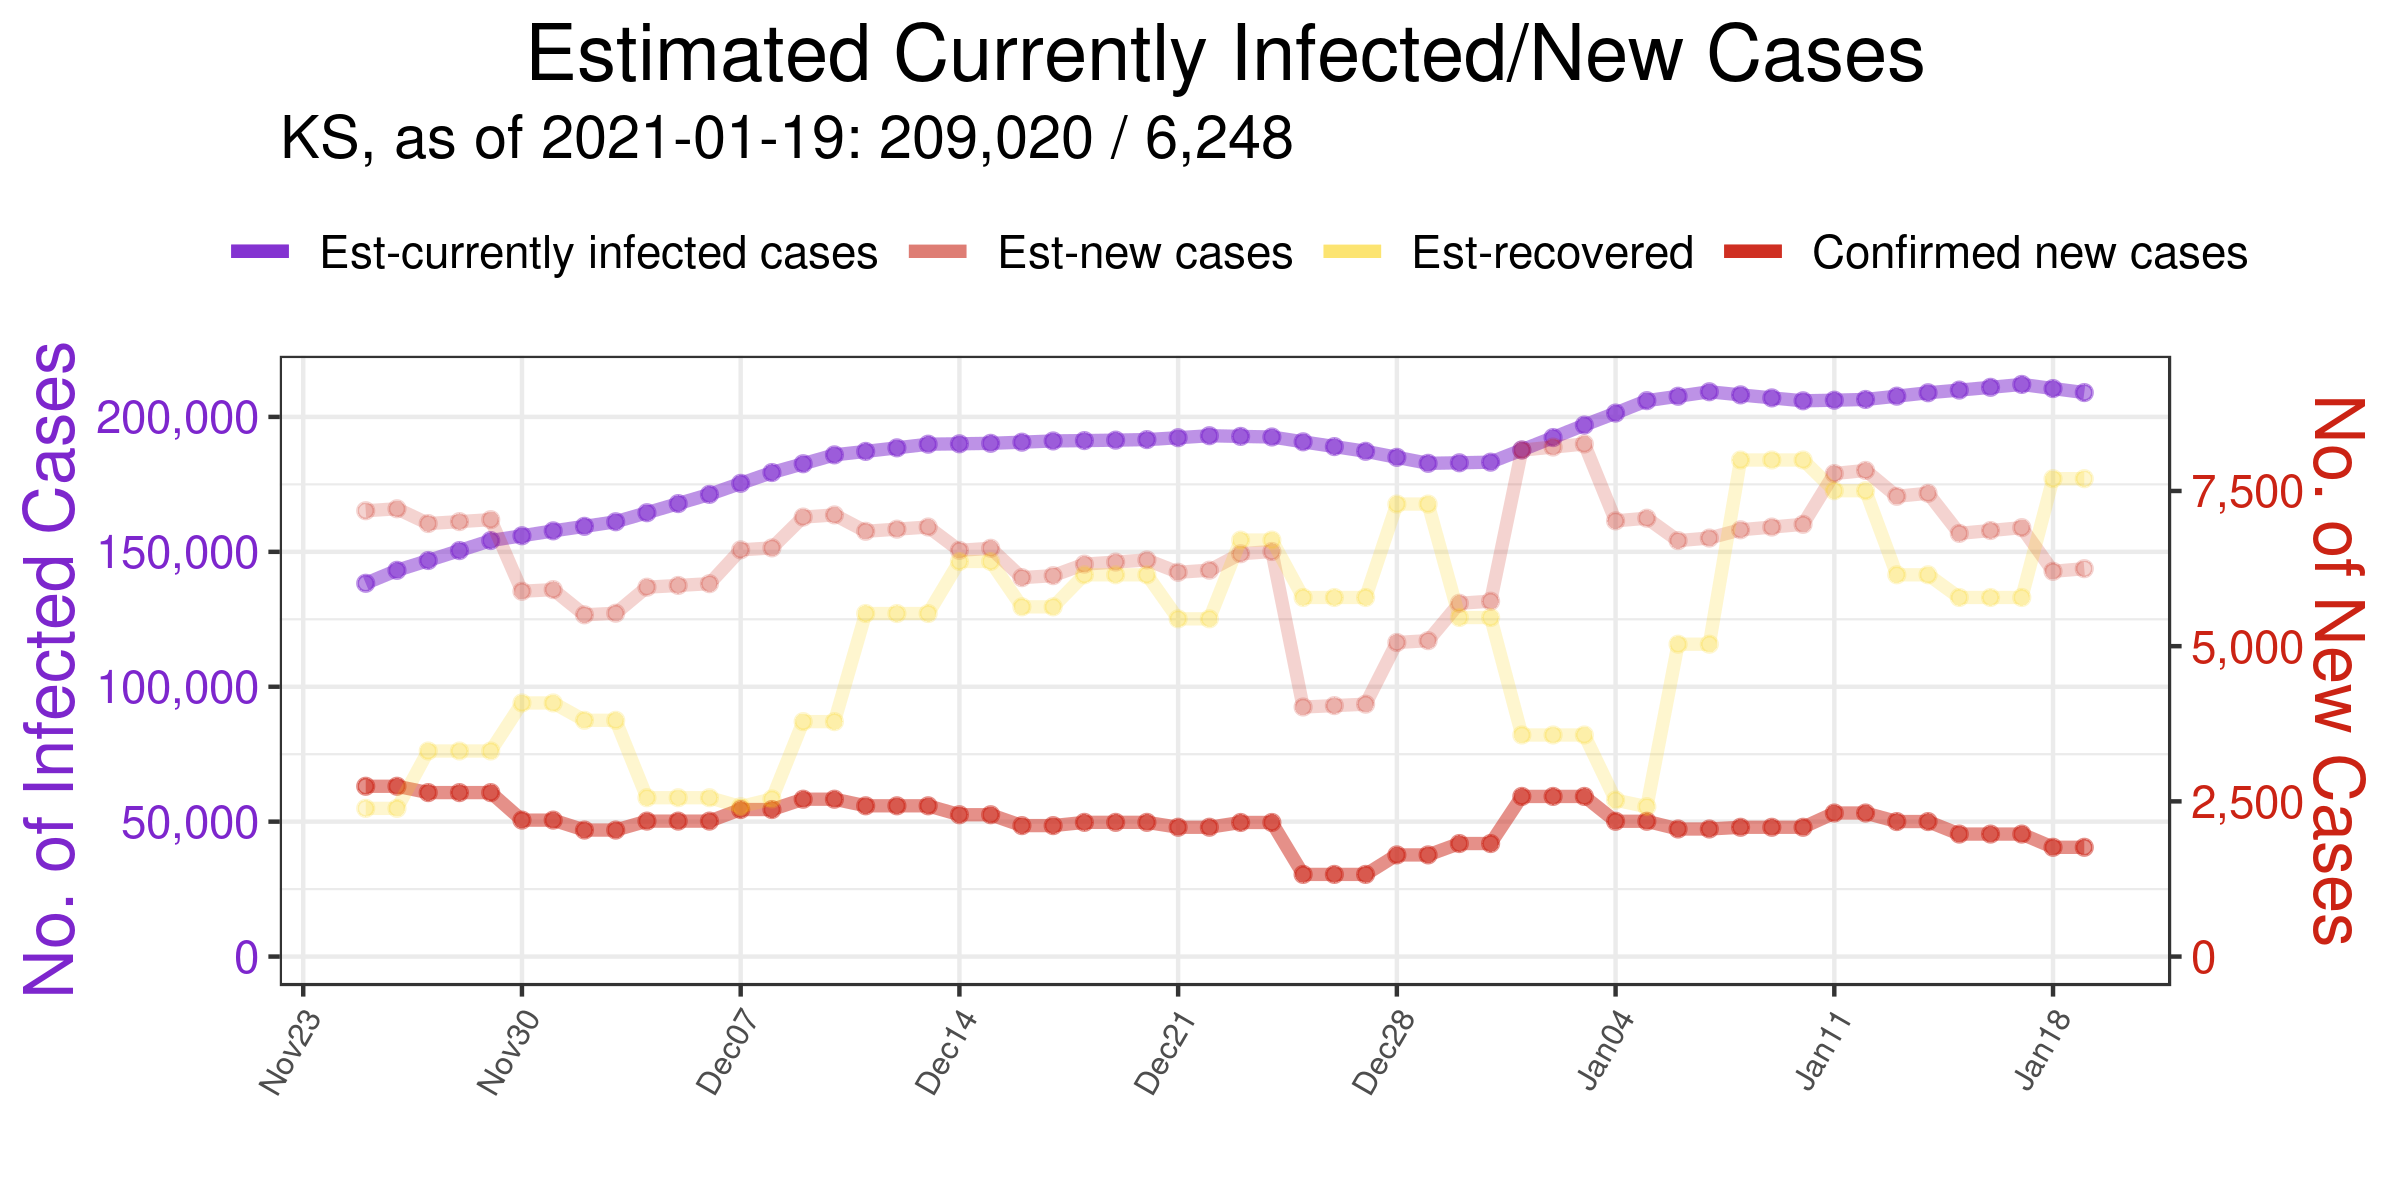 Estimated Currently Infected/New Cases
KS, as of 2021-01-19: 209,020 / 6,248
Est-currently infected cases Est-new cases Est-recovered Confirmed new cases
No. of Infected Cases
200,000
150,000
100,000
50,000
0
No. of New Cases
7,500
5,000
2,500
0
Nov23 Nov30 Dec07 Dec14 Dec21 Dec28 Jan04 Jan11 Jan18